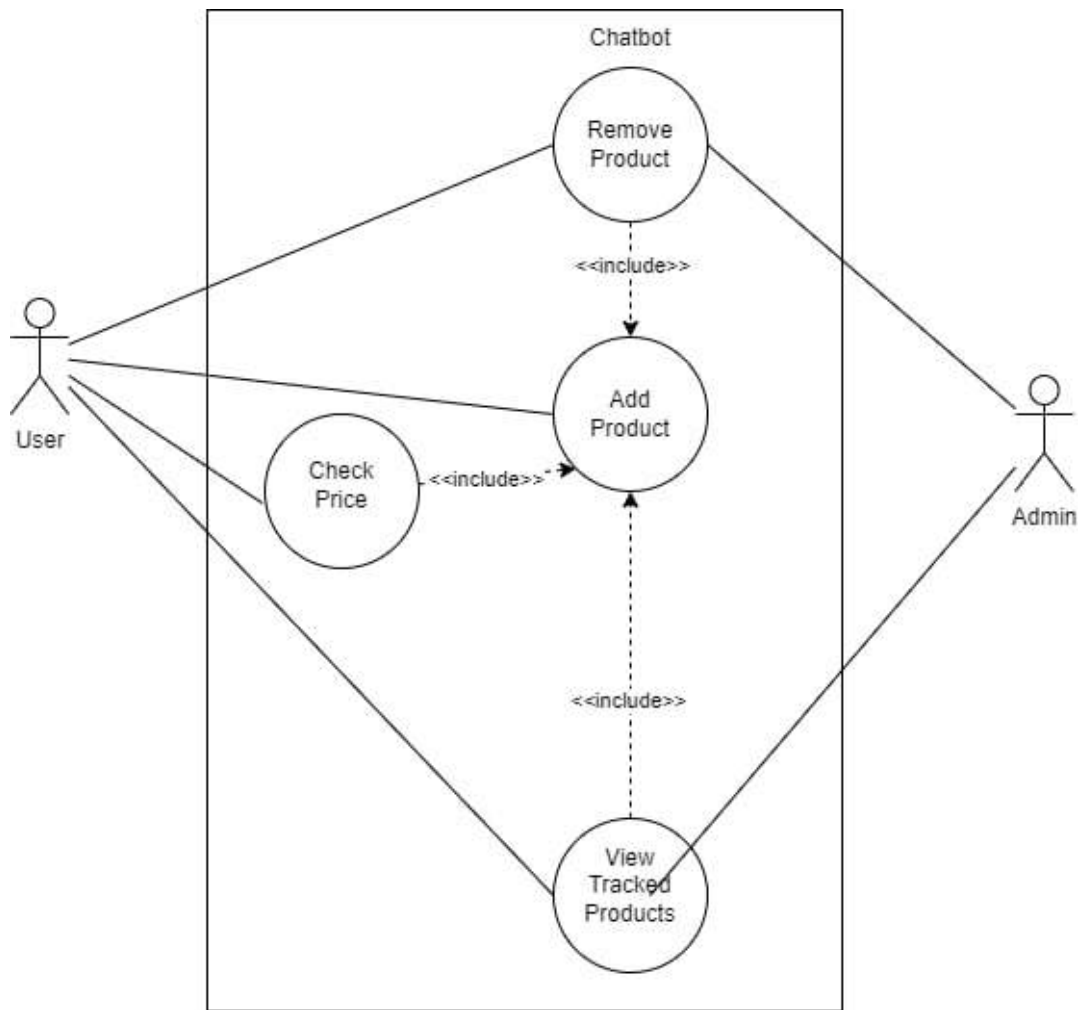 Chatbot
Remove
Product
<<include>>
Add
Product
User
Check
Price
<<include>>
Admin
<<include>>
View
Tracked
Products